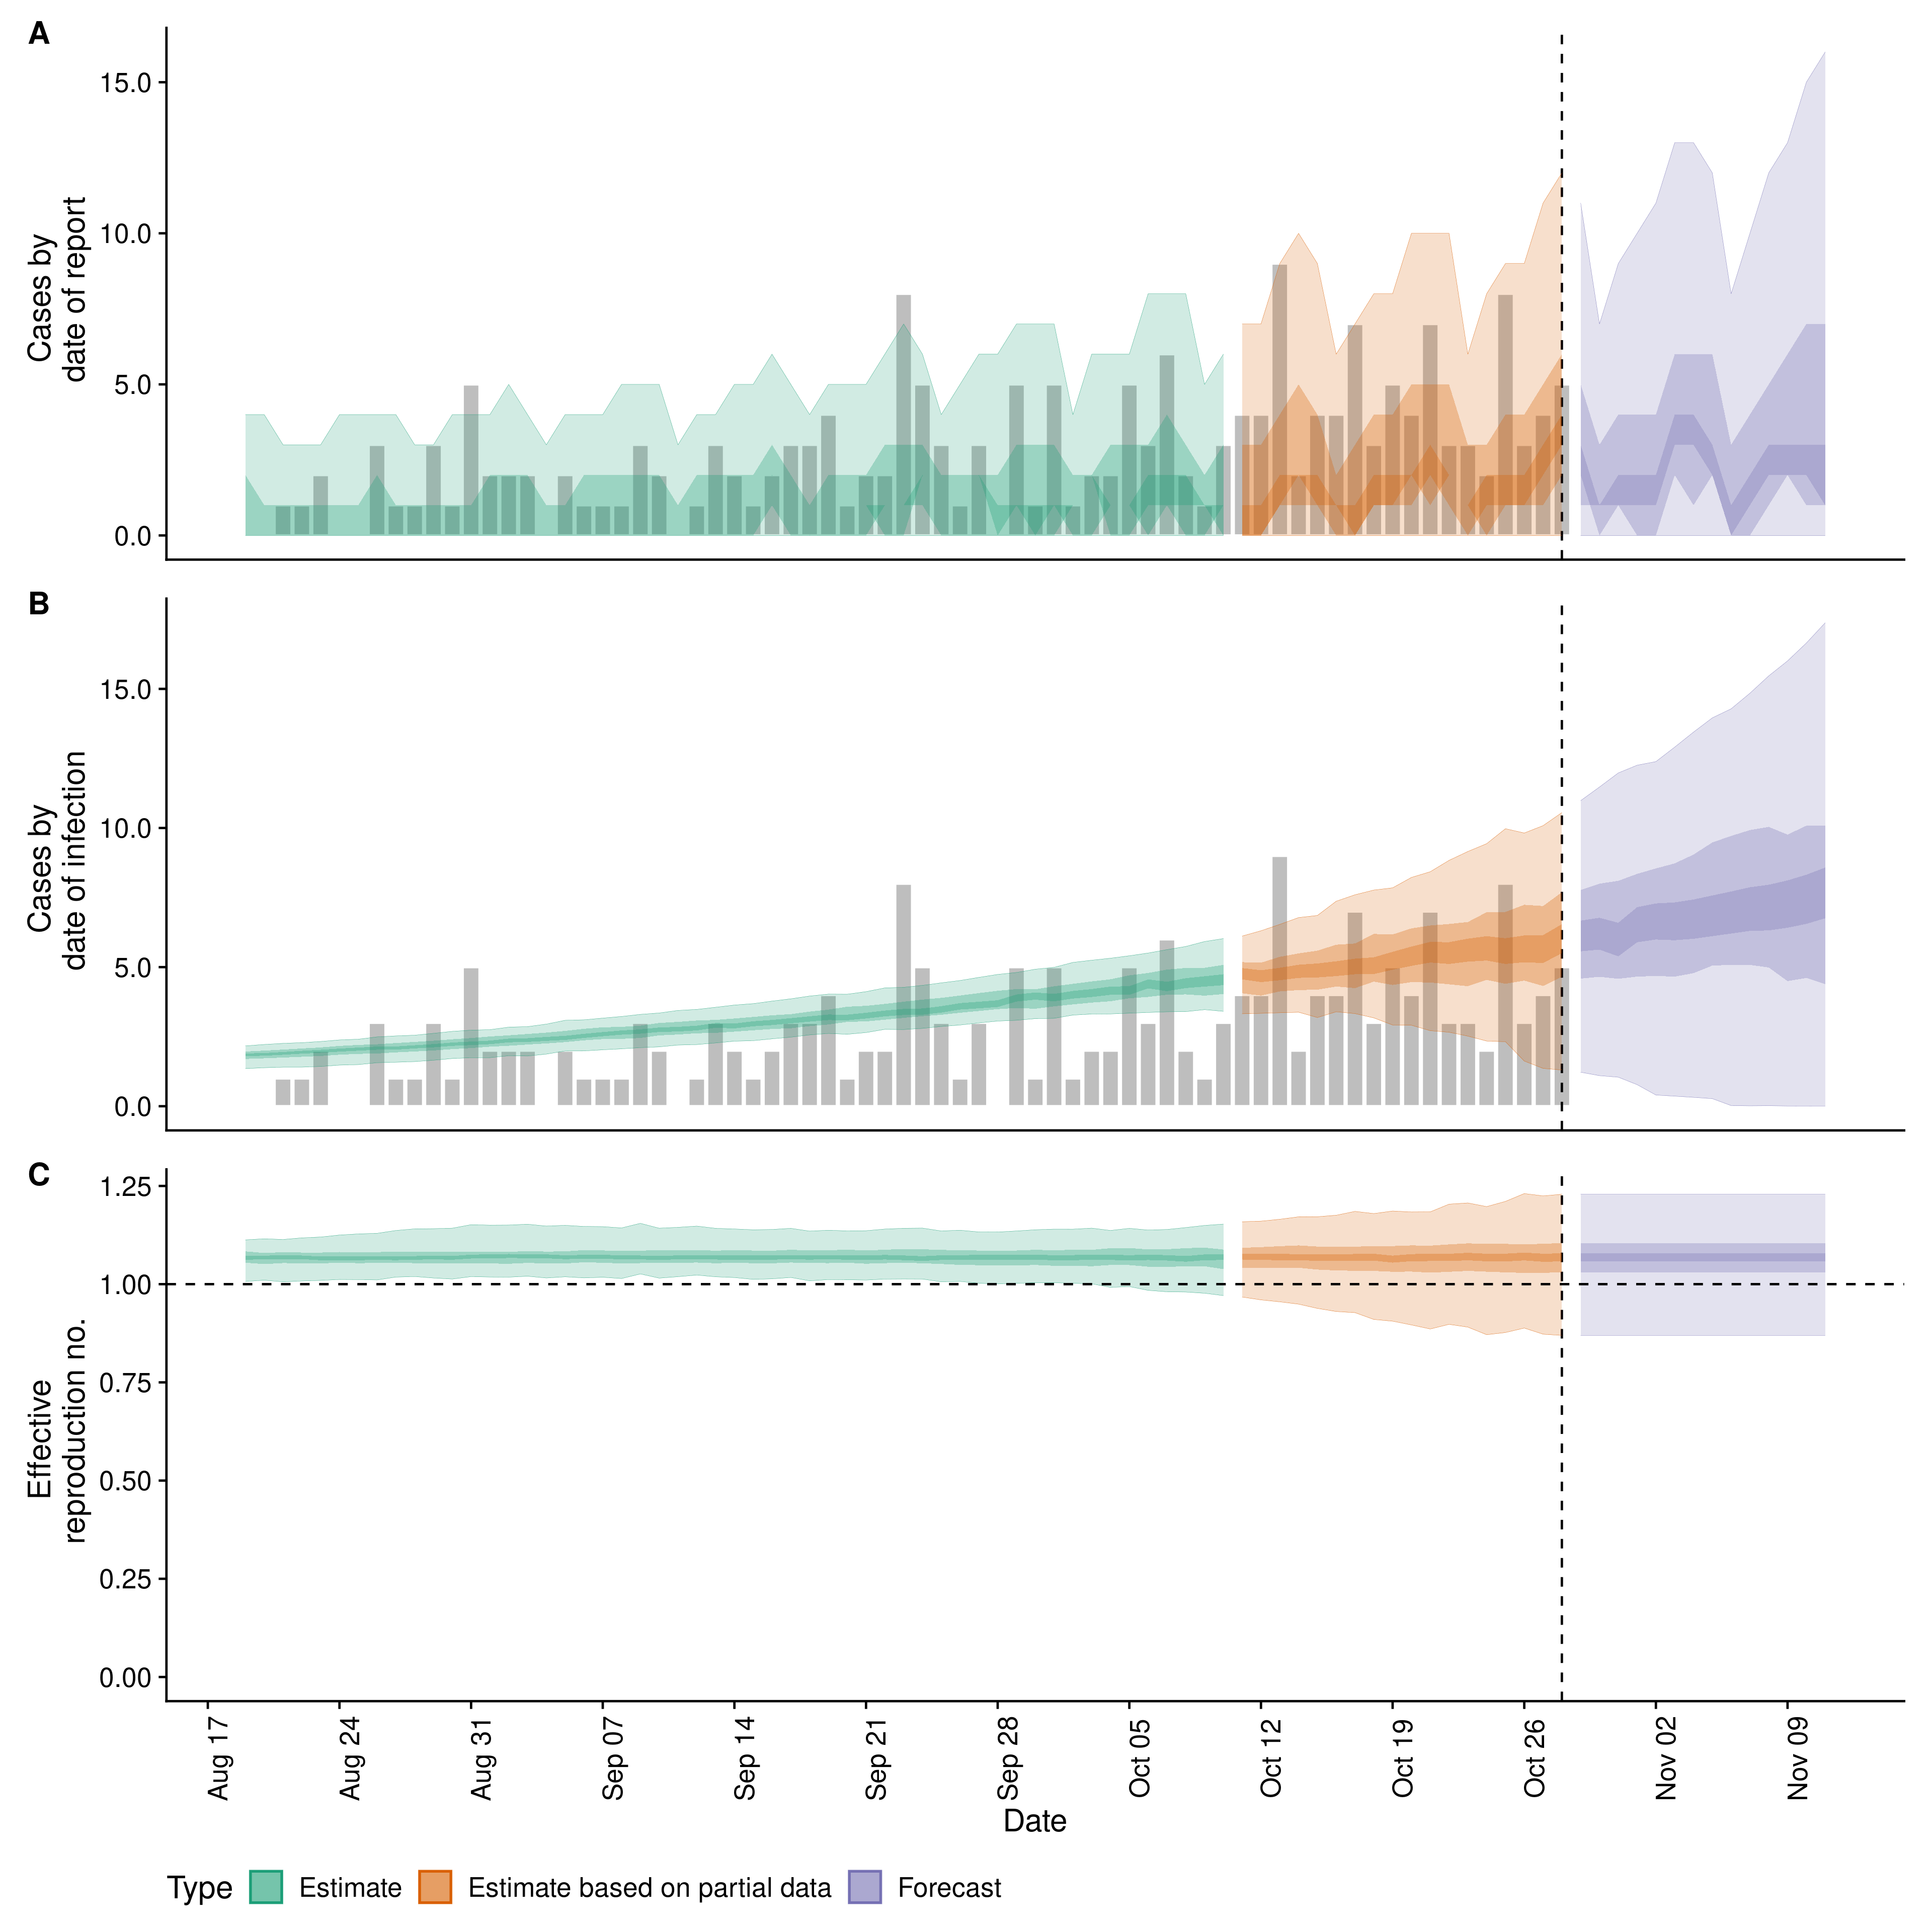 A
Cases by
date of report
15.0
10.0
5.0
0.0
B
Cases by
date of infection
15.0
10.0
5.0
0.0
C
Effective
reproduction no.
1.25
1.00
0.75
0.50
0.25
0.00
Aug 17
Aug 24
Aug 31
Sep 07
Sep 14
Sep 21
Sep 28
Oct 05
Oct 12
Oct 19
Oct 26
Nov 02
Nov 09
Date
Type Estimate Estimate based on partial data Forecast